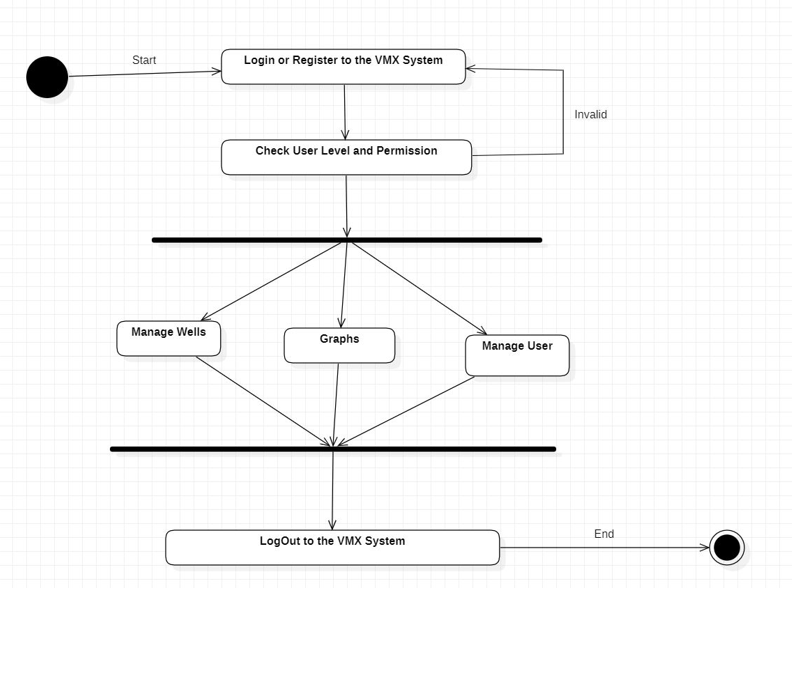 Start
Login or Register to the VMX System
Invalid
Check User Level and Permission
Manage Wells
Graphs
Manage User
LogOut to the VMX System
End